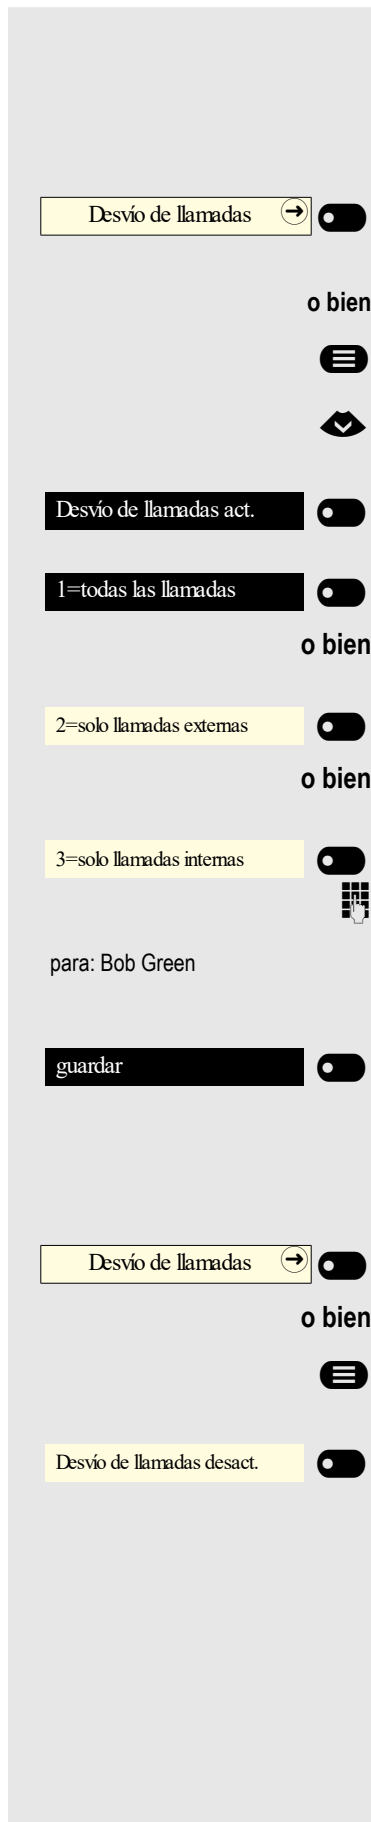 Desvío de llamadas
o bien
Desvío de llamadas act.
1=todas las llamadas
o bien
2=solo llamadas externas
o bien
3=solo llamadas internas
para: Bob Green
guardar
Desvío de llamadas
o bien
Desvío de llamadas desact.